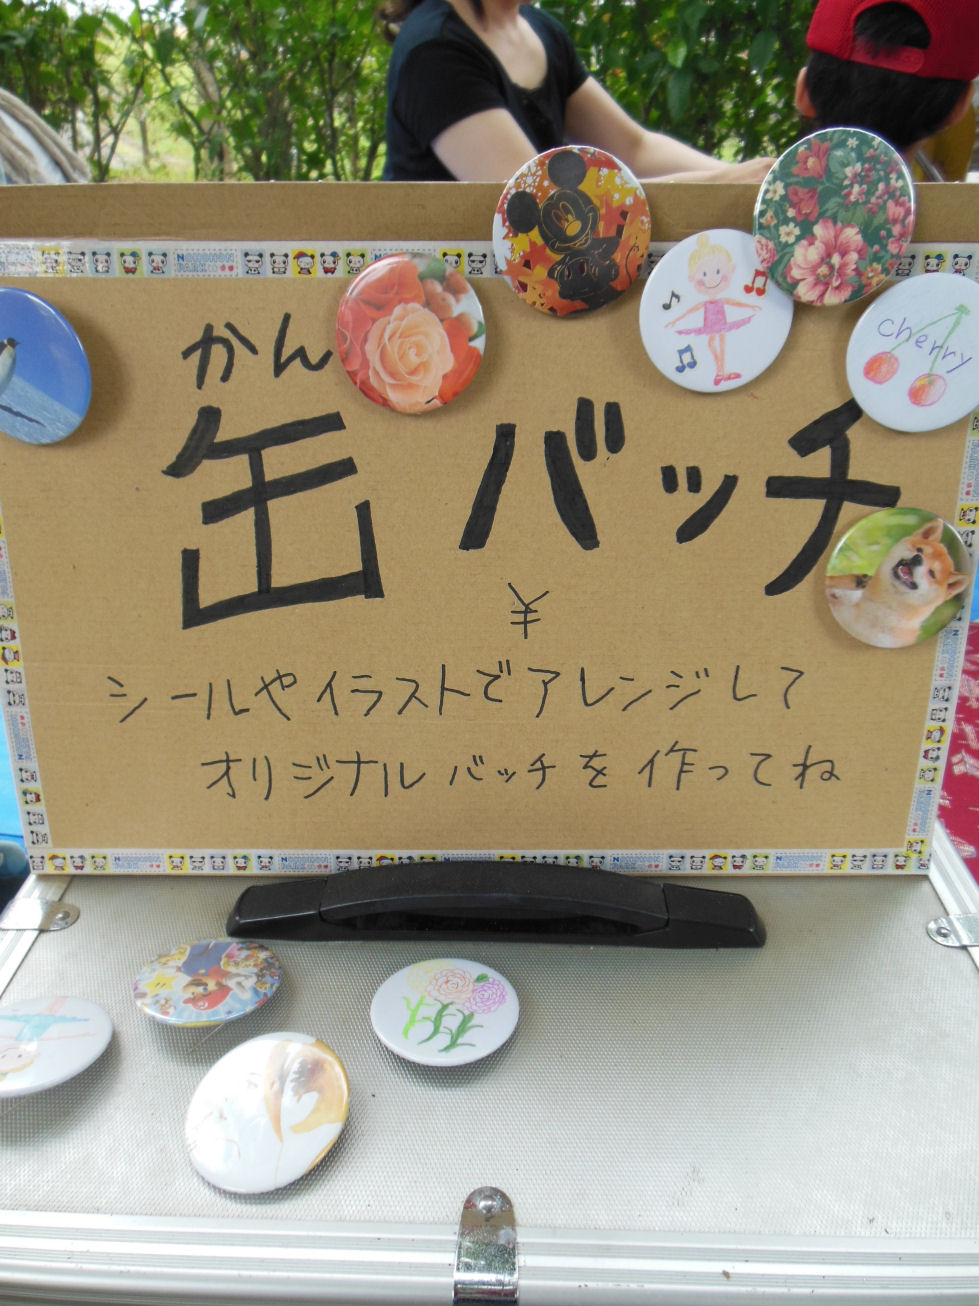 かん
缶バッチ
¥
シールやイラストでアレンジして
オリジナルバッチを作ってね
cherry